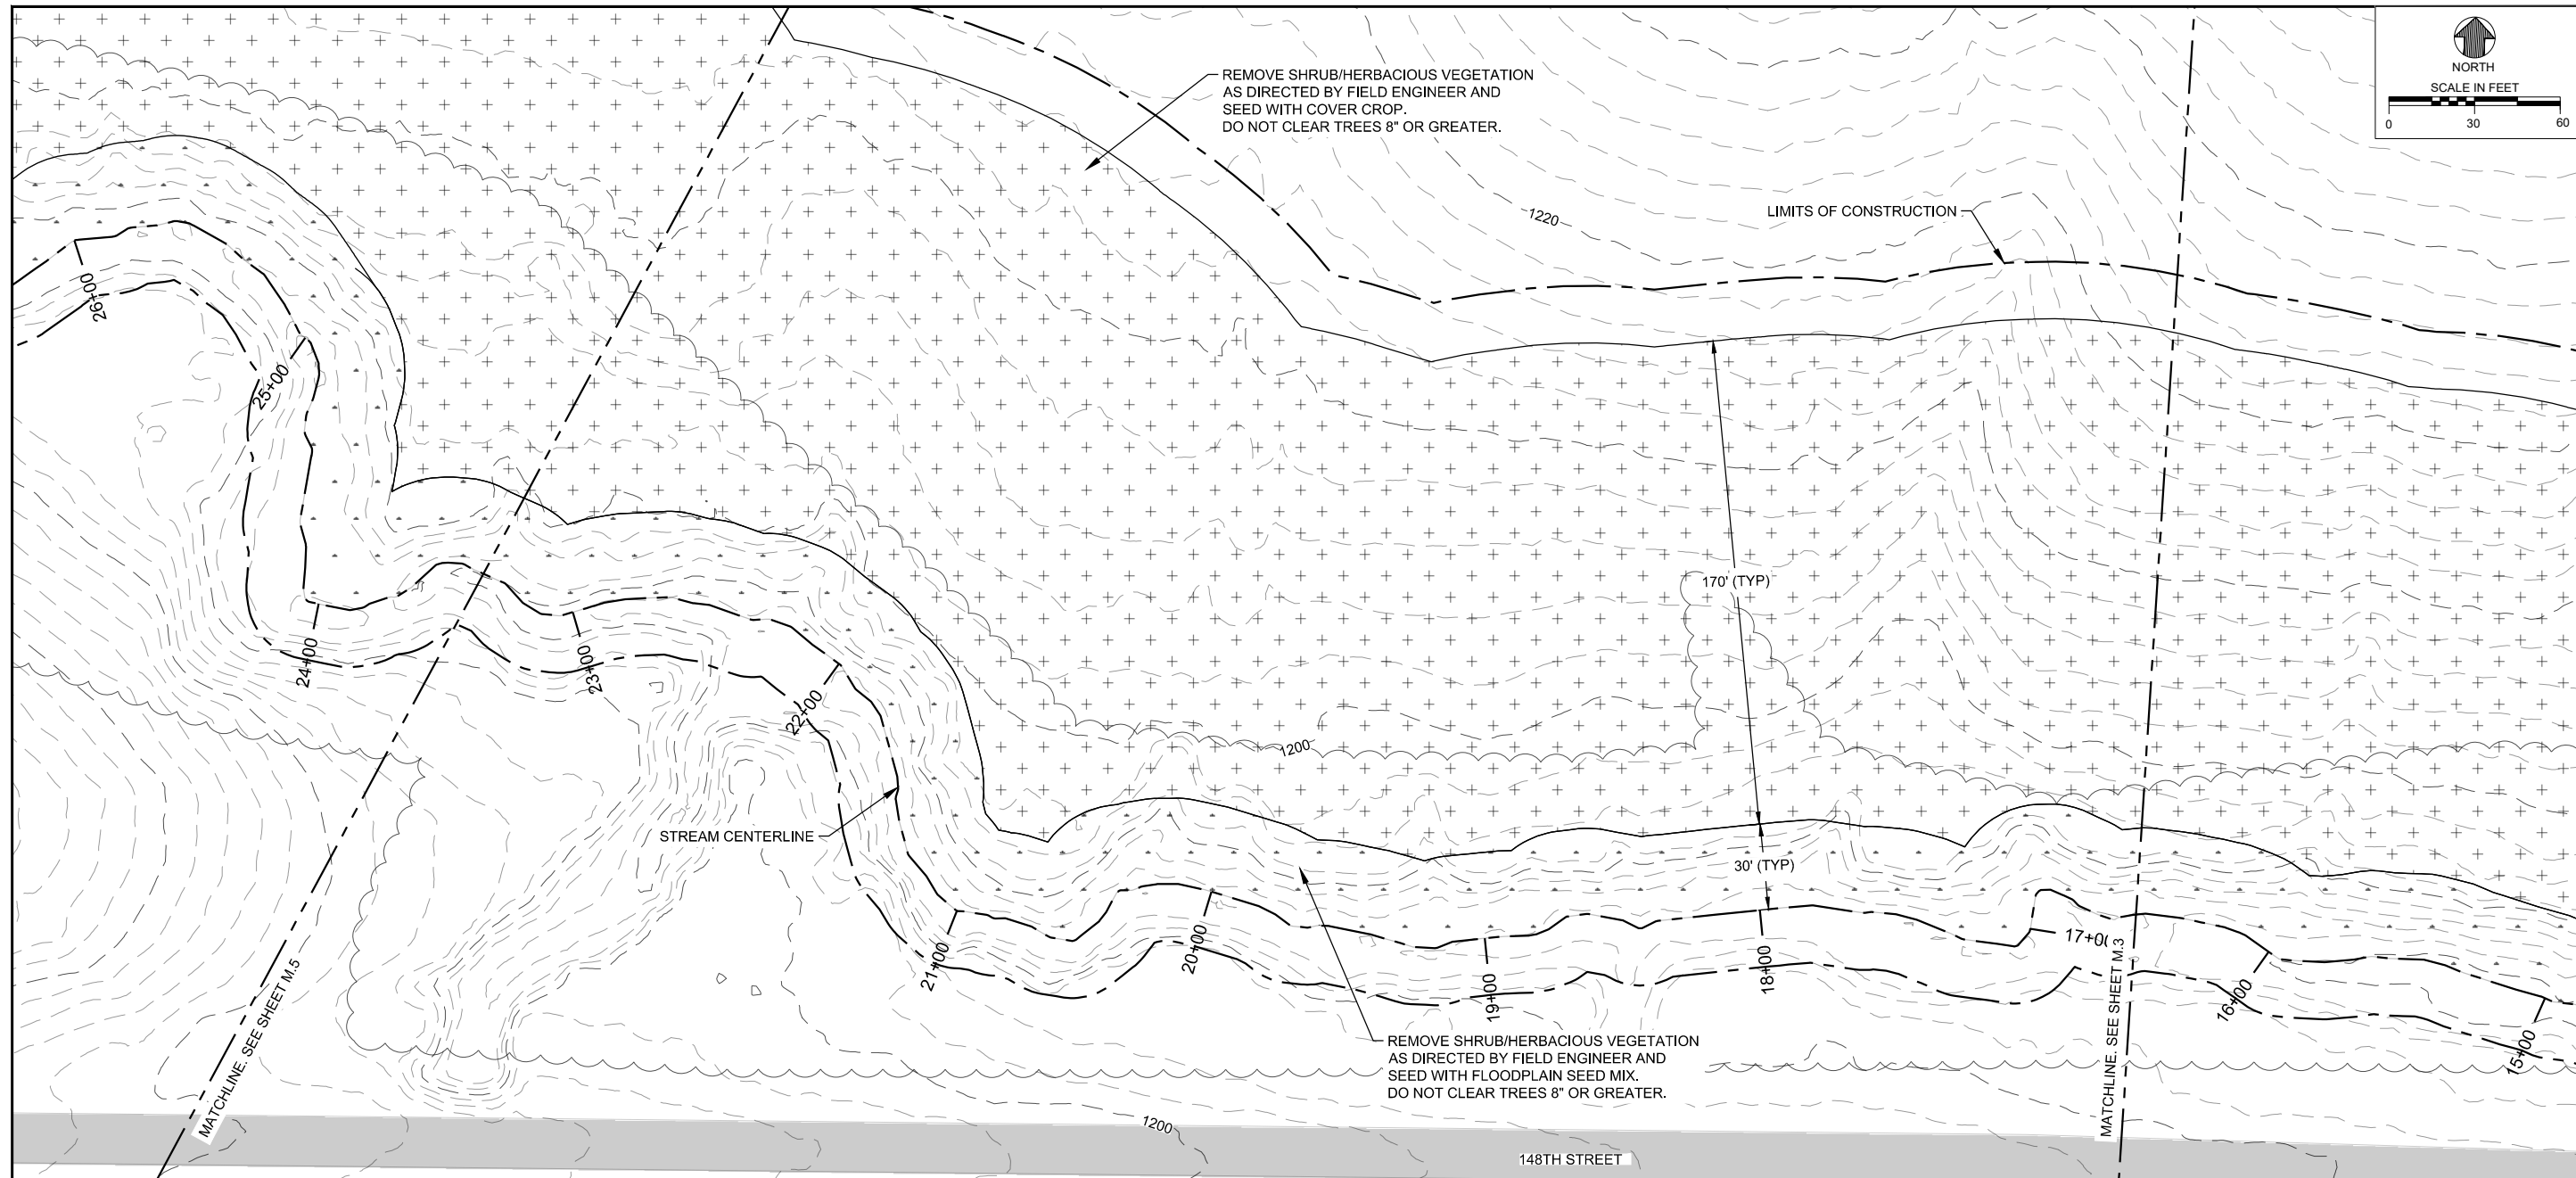 NORTH
SCALE IN FEET
0 30 60
REMOVE SHRUB/HERBACIOUS VEGETATION
AS DIRECTED BY FIELD ENGINEER AND
SEED WITH COVER CROP.
DO NOT CLEAR TREES 8" OR GREATER.
1220
LIMITS OF CONSTRUCTION
26+00
25+00
170' (TYP)
24+00
23+00
22+00
1200
STREAM CENTERLINE
30' (TYP)
21+00
20+00
19+00
18+00
17+00
16+00
15+00
MATCHLINE. SEE SHEET M.5
MATCHLINE. SEE SHEET M.3
REMOVE SHRUB/HERBACIOUS VEGETATION
AS DIRECTED BY FIELD ENGINEER AND
SEED WITH FLOODPLAIN SEED MIX.
DO NOT CLEAR TREES 8" OR GREATER.
1200
148TH STREET